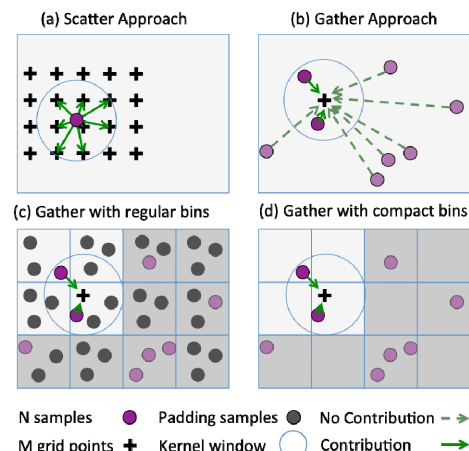 (a) Scatter Approach
(b) Gather Approach
(c) Gather with regular bins
(d) Gather with compact bins
N samples
Padding samples
No Contribution
M grid points
Kernel window
Contribution